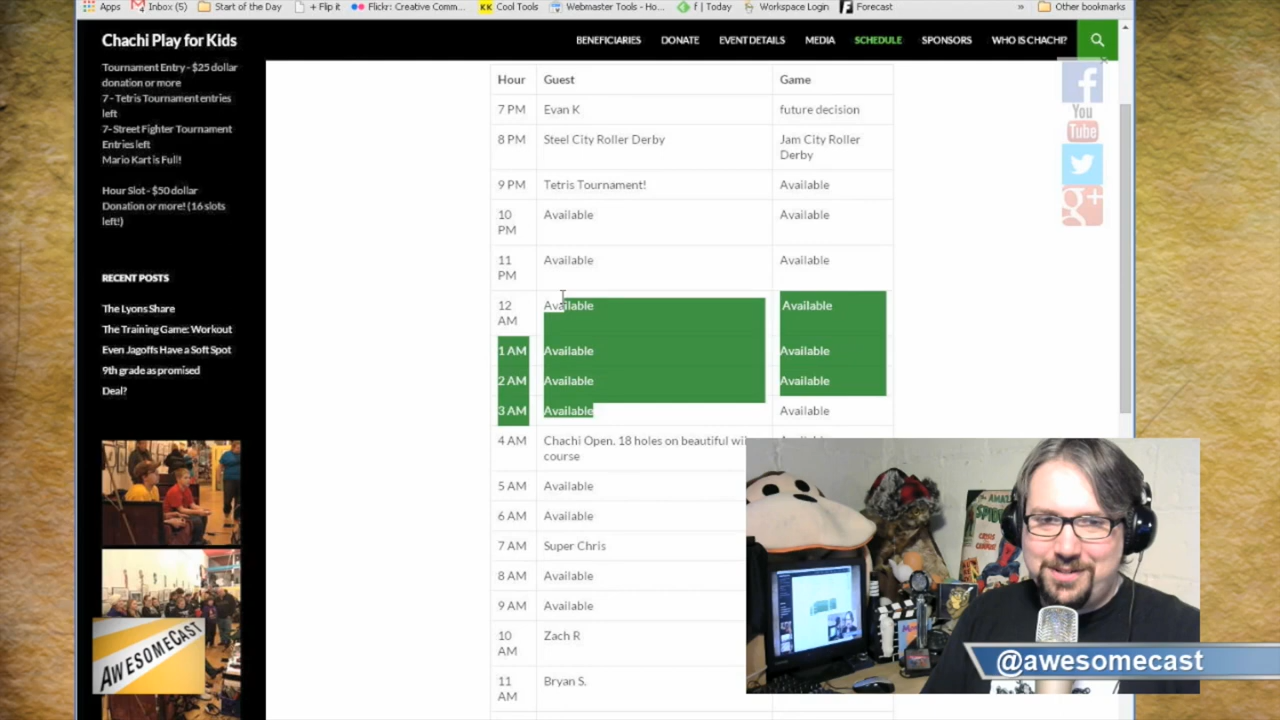 Apps Inbox (5) Start of the Day + Flip it Flickr: Creative Comm... KK Cool Tools Webmaster Tools - Ho... f | Today Workspace Login Forecast » Other bookmarks
Chachi Play for Kids
BENEFICIARIES DONATE EVENT DETAILS MEDIA SCHEDULE SPONSORS WHO IS CHACHI?
Tournament Entry - $25 dollar
donation or more
7 - Tetris Tournament entries
left
7- Street Fighter Tournament
Entries left
Mario Kart is Full!
Hour Slot - $50 dollar
Donation or more! (16 slots
left!)
RECENT POSTS
The Lyons Share
The Training Game: Workout
Even Jagoffs Have a Soft Spot
9th grade as promised
Deal?
Hour Guest Game
7 PM Evan K future decision
8 PM Steel City Roller Derby Jam City Roller
Derby
9 PM Tetris Tournament! Available
10 Available Available
PM
11 Available Available
PM
12 Available Available
AM
1 AM Available Available
2 AM Available Available
3 AM Available Available
4 AM Chachi Open. 18 holes on beautiful
course
5 AM Available
6 AM Available
7 AM Super Chris
8 AM Available
9 AM Available
10 Zach R
AM
11 Bryan S.
AM
You
Tube
g+
AWESOMECAST
@awesomecast